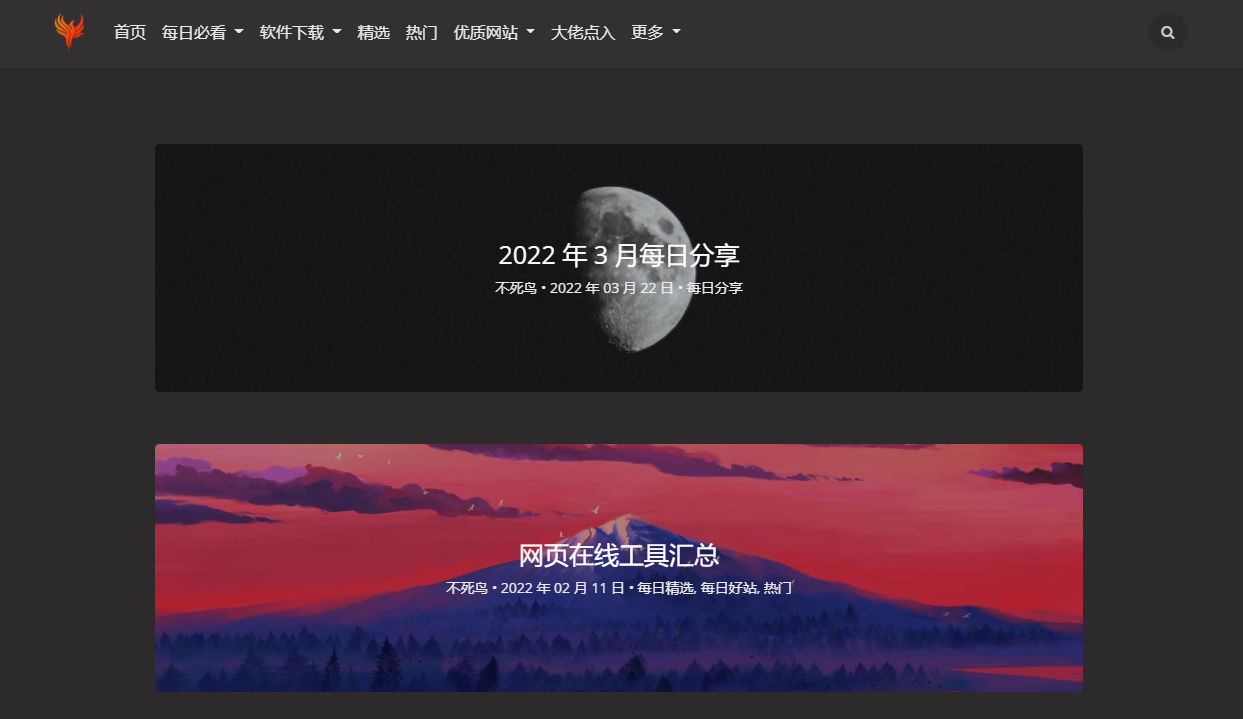 首页 每日必看 软件下载 精选 热门 优质网站 大佬点入 更多
2022 年 3 月每日分享
不死鸟 • 2022 年 03 月 22 日 • 每日分享
网页在线工具汇总
不死鸟 • 2022 年 02 月 11 日 • 每日精选, 每日好站, 热门